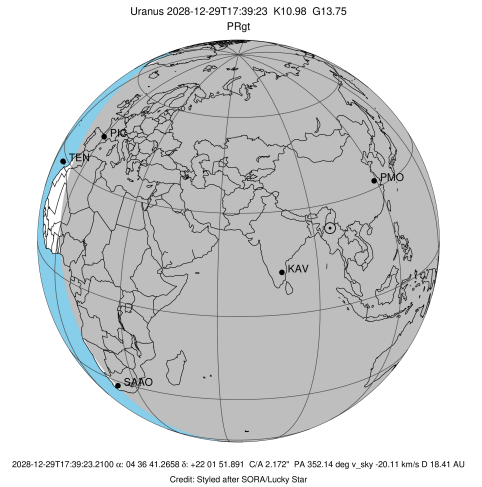 Uranus 2028-12-29T17:39:23 K10.98 G13.75
PRgt
PIC
TEN
PMO
KAV
SAAO
2028-12-29T17:39:23.2100 α: 04 36 41.2658 δ: +22 01 51.891 C/A 2.172" PA 352.14 deg v_sky -20.11 km/s D 18.41 AU
Credit: Styled after SORA/Lucky Star